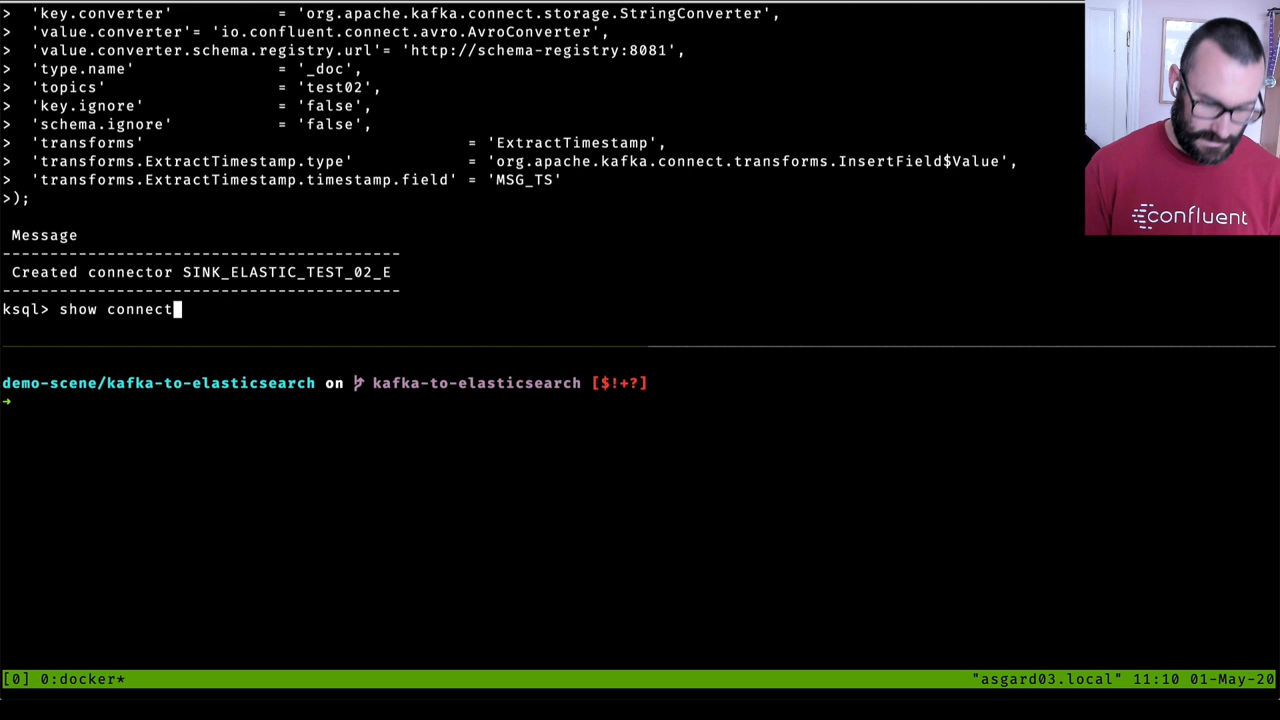 >  'key.converter'             = 'org.apache.kafka.connect.storage.StringConverter',
>  'value.converter'= 'io.confluent.connect.avro.AvroConverter',
>  'value.converter.schema.registry.url'= 'http://schema-registry:8081',
>  'type.name'                 = '_doc',
>  'topics'                    = 'test02',
>  'key.ignore'                = 'false',
>  'schema.ignore'             = 'false',
>  'transforms'                                    = 'ExtractTimestamp',
>  'transforms.ExtractTimestamp.type'              = 'org.apache.kafka.connect.transforms.InsertField$Value',
>  'transforms.ExtractTimestamp.timestamp.field' = 'MSG_TS'
>);
Message
------------------------------------------
Created connector SINK_ELASTIC_TEST_02_E
------------------------------------------
ksql> show connect
demo-scene/kafka-to-elasticsearch on kafka-to-elasticsearch [$!+?]
➜
[0] 0:docker* "asgard03.local" 11:10 01-May-20
confluent